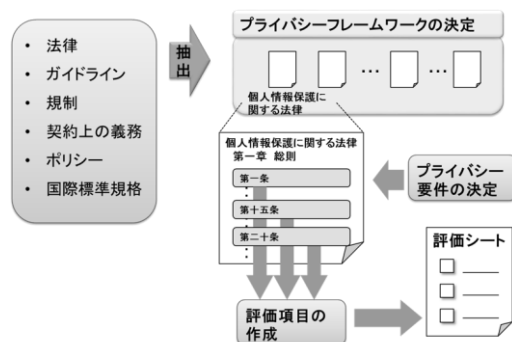 ・ 法律
・ ガイドライン
・ 規制
・ 契約上の義務
・ ポリシー
・ 国際標準規格
抽
出
プライバシーフレームワークの決定
… …
個人情報保護に
関する法律
個人情報保護に関する法律
第一章 総則
第一条
第十五条
第二十条
プライバシー
要件の決定
評価項目の
作成
評価シート